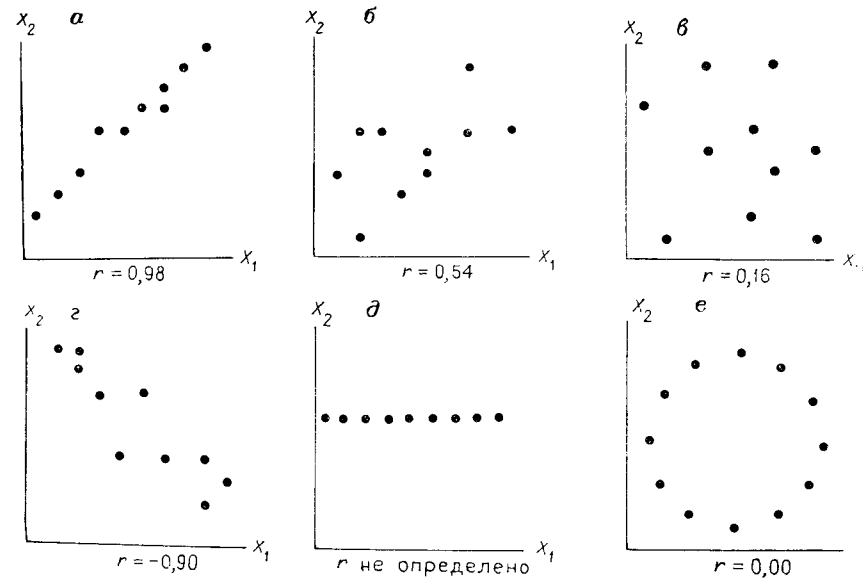 X₂ а
X₁
r = 0,98
X₂ б
X₁
r = 0,54
X₂ в
X₁
r = 0,16
X₂ г
X₁
r = -0,90
X₂ д
X₁
r не определено
X₂ е
r = 0,00